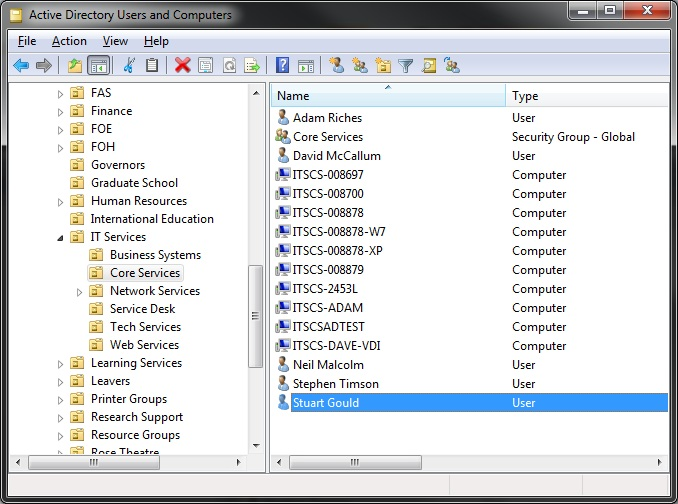 Active Directory Users and Computers
File Action View Help
FAS
Finance
FOE
FOH
Governors
Graduate School
Human Resources
International Education
IT Services
Business Systems
Core Services
Network Services
Service Desk
Tech Services
Web Services
Learning Services
Leavers
Printer Groups
Research Support
Resource Groups
Rose Theatre
Name Type
Adam Riches User
Core Services Security Group - Global
David McCallum User
ITSCS-008697 Computer
ITSCS-008700 Computer
ITSCS-008878 Computer
ITSCS-008878-W7 Computer
ITSCS-008878-XP Computer
ITSCS-008879 Computer
ITSCS-2453L Computer
ITSCS-ADAM Computer
ITSCSADTEST Computer
ITSCS-DAVE-VDI Computer
Neil Malcolm User
Stephen Timson User
Stuart Gould User